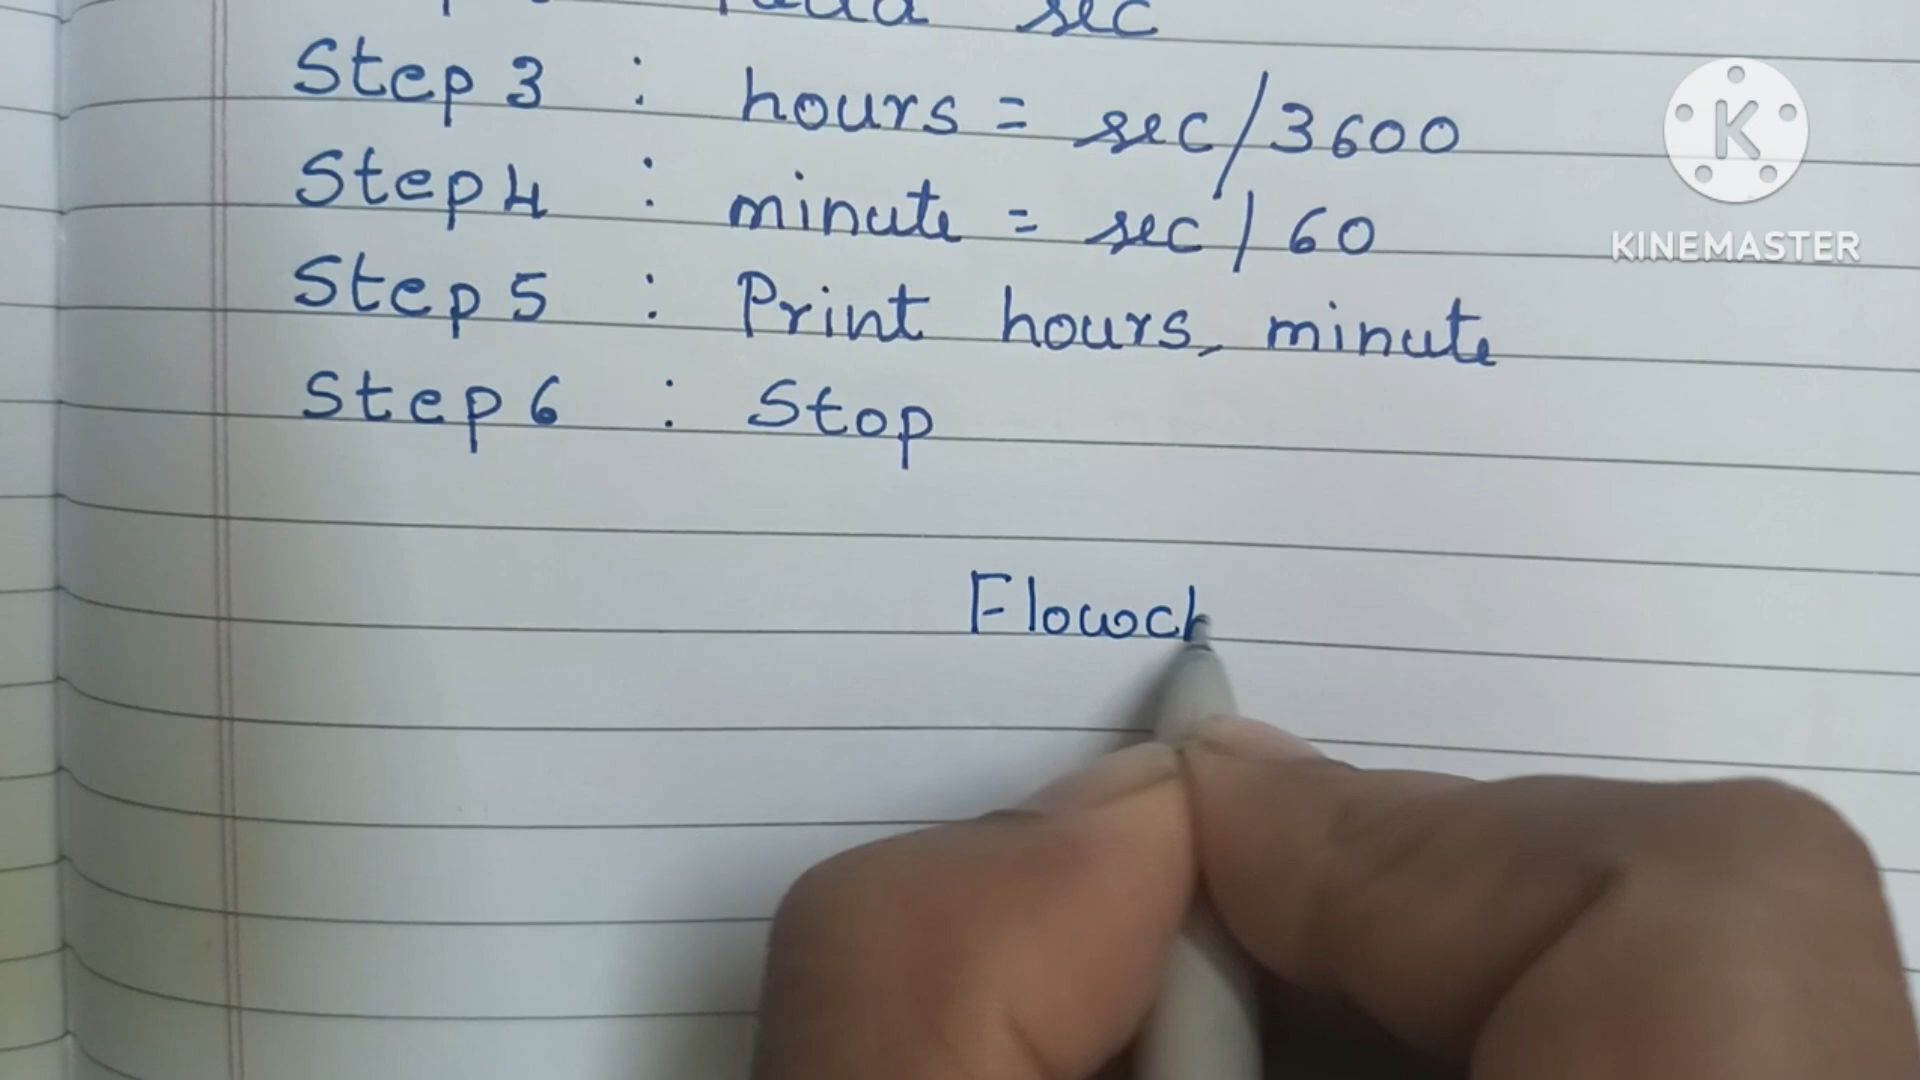 sec
Step 3 : hours = sec/3600
Step 4 : minute = sec/60
Step 5 : Print hours, minute
Step 6 : Stop
Flowch
K
KINEMASTER